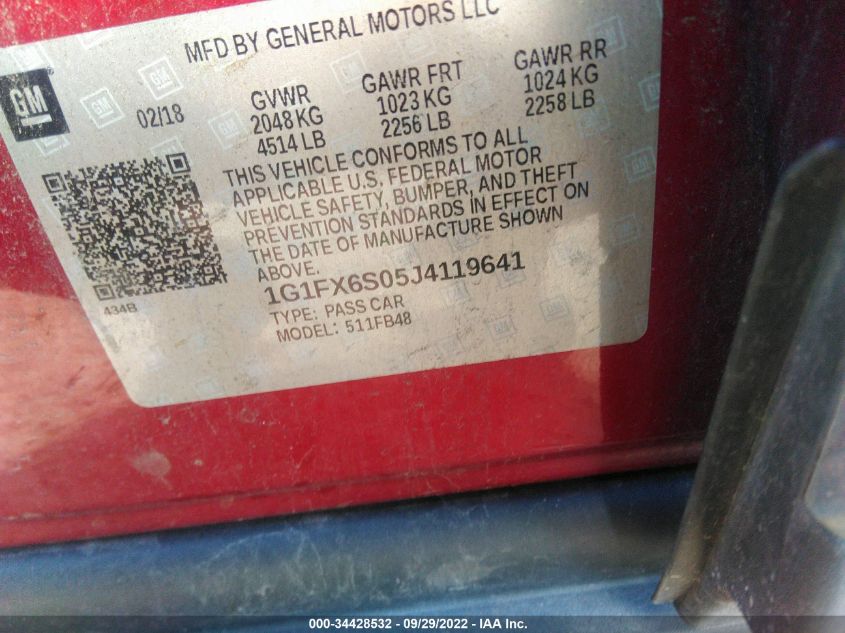 MFD BY GENERAL MOTORS LLC
GM
02/18
GVWR
2048 KG
4514 LB
GAWR FRT
1023 KG
2256 LB
GAWR RR
1024 KG
2258 LB
THIS VEHICLE CONFORMS TO ALL
APPLICABLE U.S. FEDERAL MOTOR
VEHICLE SAFETY, BUMPER, AND THEFT
PREVENTION STANDARDS IN EFFECT ON
THE DATE OF MANUFACTURE SHOWN
ABOVE.
434B
1G1FX6S05J4119641
TYPE: PASS CAR
MODEL: 511FB48
000-34428532 - 09/29/2022 - IAA Inc.